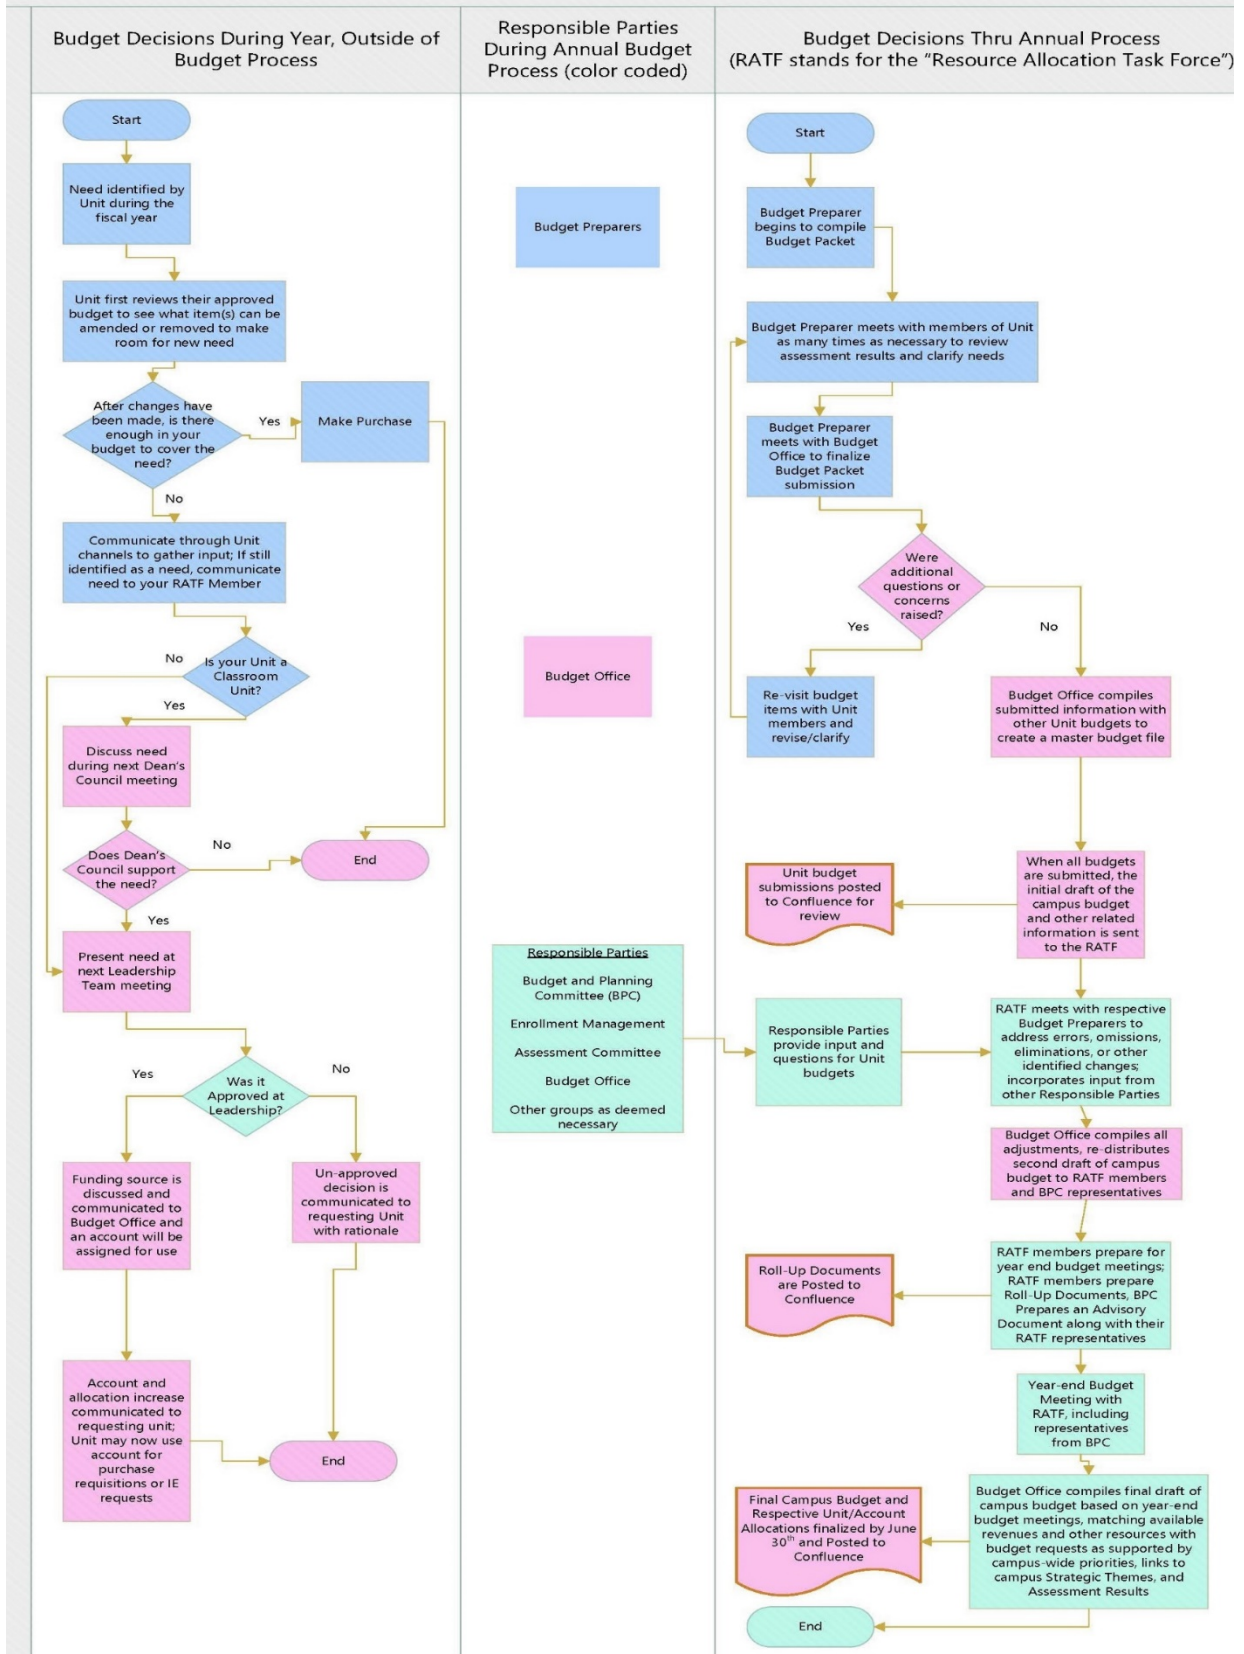 Budget Decisions During Year, Outside of
Budget Process
Responsible Parties
During Annual Budget
Process (color coded)
Budget Decisions Thru Annual Process
(RATF stands for the "Resource Allocation Task Force")
Start
Need identified by
Unit during the
fiscal year
Unit first reviews their approved
budget to see what item(s) can be
amended or removed to make
room for new need
After changes have
been made, is there
enough in your
budget to cover the
need?
Yes
Make Purchase
No
Communicate through Unit
channels to gather input; If still
identified as a need, communicate
need to your RATF Member
Is your Unit a
Classroom
Unit?
No
Yes
Discuss need
during next Dean's
Council meeting
Does Dean's
Council support
the need?
No
End
Yes
Present need at
next Leadership
Team meeting
Was it
Approved at
Leadership?
Yes
No
Funding source is
discussed and
communicated to
Budget Office and
an account will be
assigned for use
Un-approved
decision is
communicated to
requesting Unit
with rationale
Account and
allocation increase
communicated to
requesting unit;
Unit may now use
account for
purchase
requisitions or IE
requests
End
Budget Preparers
Budget Office
Responsible Parties
Budget and Planning
Committee (BPC)
Enrollment Management
Assessment Committee
Budget Office
Other groups as deemed
necessary
Start
Budget Preparer
begins to compile
Budget Packet
Budget Preparer meets with members of Unit
as many times as necessary to review
assessment results and clarify needs
Budget Preparer
meets with Budget
Office to finalize
Budget Packet
submission
Were
additional
questions or
concerns
raised?
Yes
No
Re-visit budget
items with Unit
members and
revise/clarify
Budget Office compiles
submitted information with
other Unit budgets to
create a master budget file
Unit budget
submissions posted
to Confluence for
review
When all budgets
are submitted, the
initial draft of the
campus budget
and other related
information is sent
to the RATF
Responsible Parties
provide input and
questions for Unit
budgets
RATF meets with respective
Budget Preparers to
address errors, omissions,
eliminations, or other
identified changes;
incorporates input from
other Responsible Parties
Budget Office compiles all
adjustments, re-distributes
second draft of campus
budget to RATF members
and BPC representatives
Roll-Up Documents
are Posted to
Confluence
RATF members prepare for
year end budget meetings;
RATF members prepare
Roll-Up Documents, BPC
Prepares an Advisory
Document along with their
RATF representatives
Year-end Budget
Meeting with
RATF, including
representatives
from BPC
Final Campus Budget and
Respective Unit/Account
Allocations finalized by June
30th and Posted to
Confluence
Budget Office compiles final draft of
campus budget based on year-end
budget meetings, matching available
revenues and other resources with
budget requests as supported by
campus-wide priorities, links to
campus Strategic Themes, and
Assessment Results
End